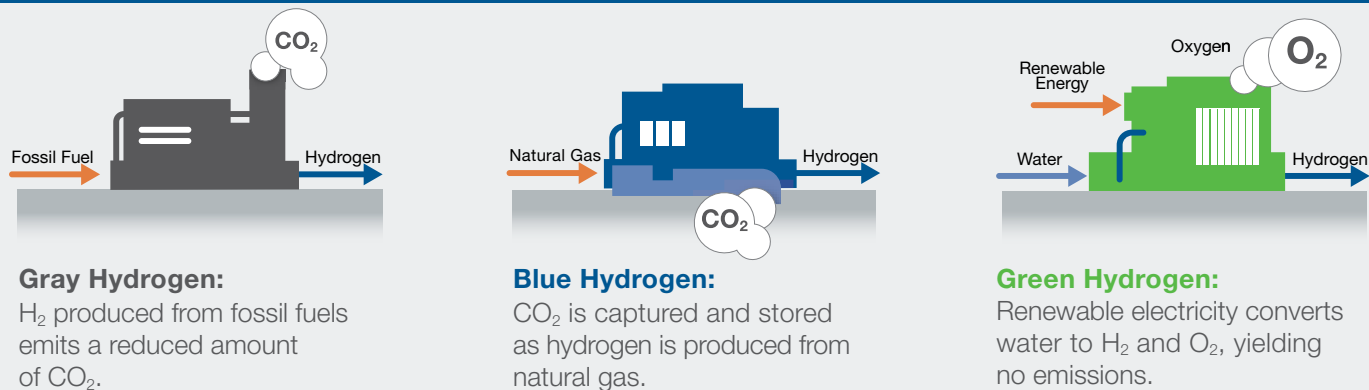 CO₂
Fossil Fuel
Hydrogen
Gray Hydrogen:
H₂ produced from fossil fuels
emits a reduced amount
of CO₂.
Natural Gas
Hydrogen
CO₂
Blue Hydrogen:
CO₂ is captured and stored
as hydrogen is produced from
natural gas.
Oxygen
O₂
Renewable
Energy
Water
Hydrogen
Green Hydrogen:
Renewable electricity converts
water to H₂ and O₂, yielding
no emissions.